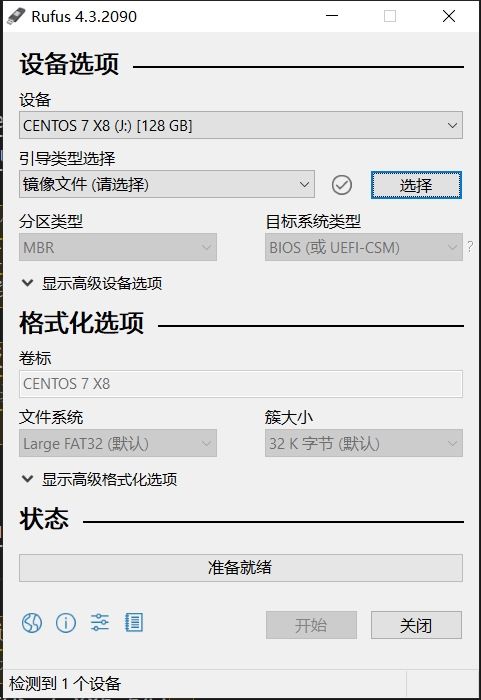 Rufus 4.3.2090
设备选项
设备
CENTOS 7 X8 (J:) [128 GB]
引导类型选择
镜像文件 (请选择)
选择
分区类型
目标系统类型
MBR
BIOS (或 UEFI-CSM)
?
显示高级设备选项
格式化选项
卷标
CENTOS 7 X8
文件系统
簇大小
Large FAT32 (默认)
32 K 字节 (默认)
显示高级格式化选项
状态
准备就绪
开始
关闭
检测到 1 个设备